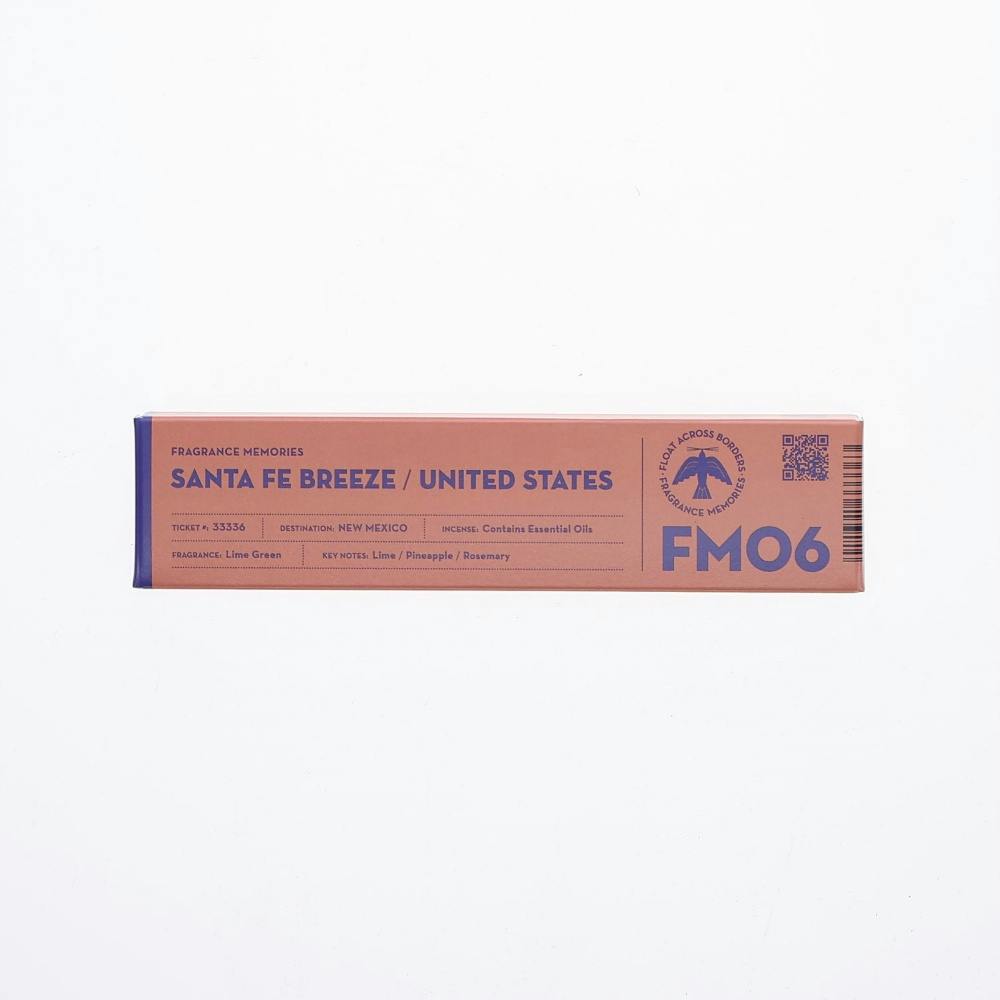 FRAGRANCE MEMORIES
SANTA FE BREEZE / UNITED STATES
TICKET #: 33336
DESTINATION: NEW MEXICO
INCENSE: Contains Essential Oils
FRAGRANCE: Lime Green
KEY NOTES: Lime / Pineapple / Rosemary
FLOAT ACROSS BORDERS
FRAGRANCE MEMORIES
FM06